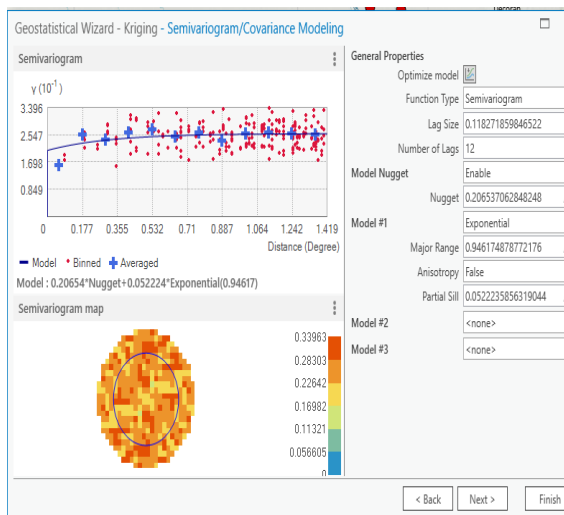 Decoran
Geostatistical Wizard - Kriging - Semivariogram/Covariance Modeling
Semivariogram
γ (10⁻¹)
3.396
2.547
1.698
0.849
0 0.177 0.355 0.532 0.71 0.887 1.064 1.242 1.419
Distance (Degree)
Model Binned Averaged
Model : 0.20654*Nugget+0.052224*Exponential(0.94617)
Semivariogram map
0.33963
0.28303
0.22642
0.16982
0.11321
0.056605
0
General Properties
Optimize model
Function Type Semivariogram
Lag Size 0.118271859846522
Number of Lags 12
Model Nugget Enable
Nugget 0.206537062848248
Model #1 Exponential
Major Range 0.946174878772176
Anisotropy False
Partial Sill 0.0522235856319044
Model #2 <none>
Model #3 <none>
< Back Next > Finish